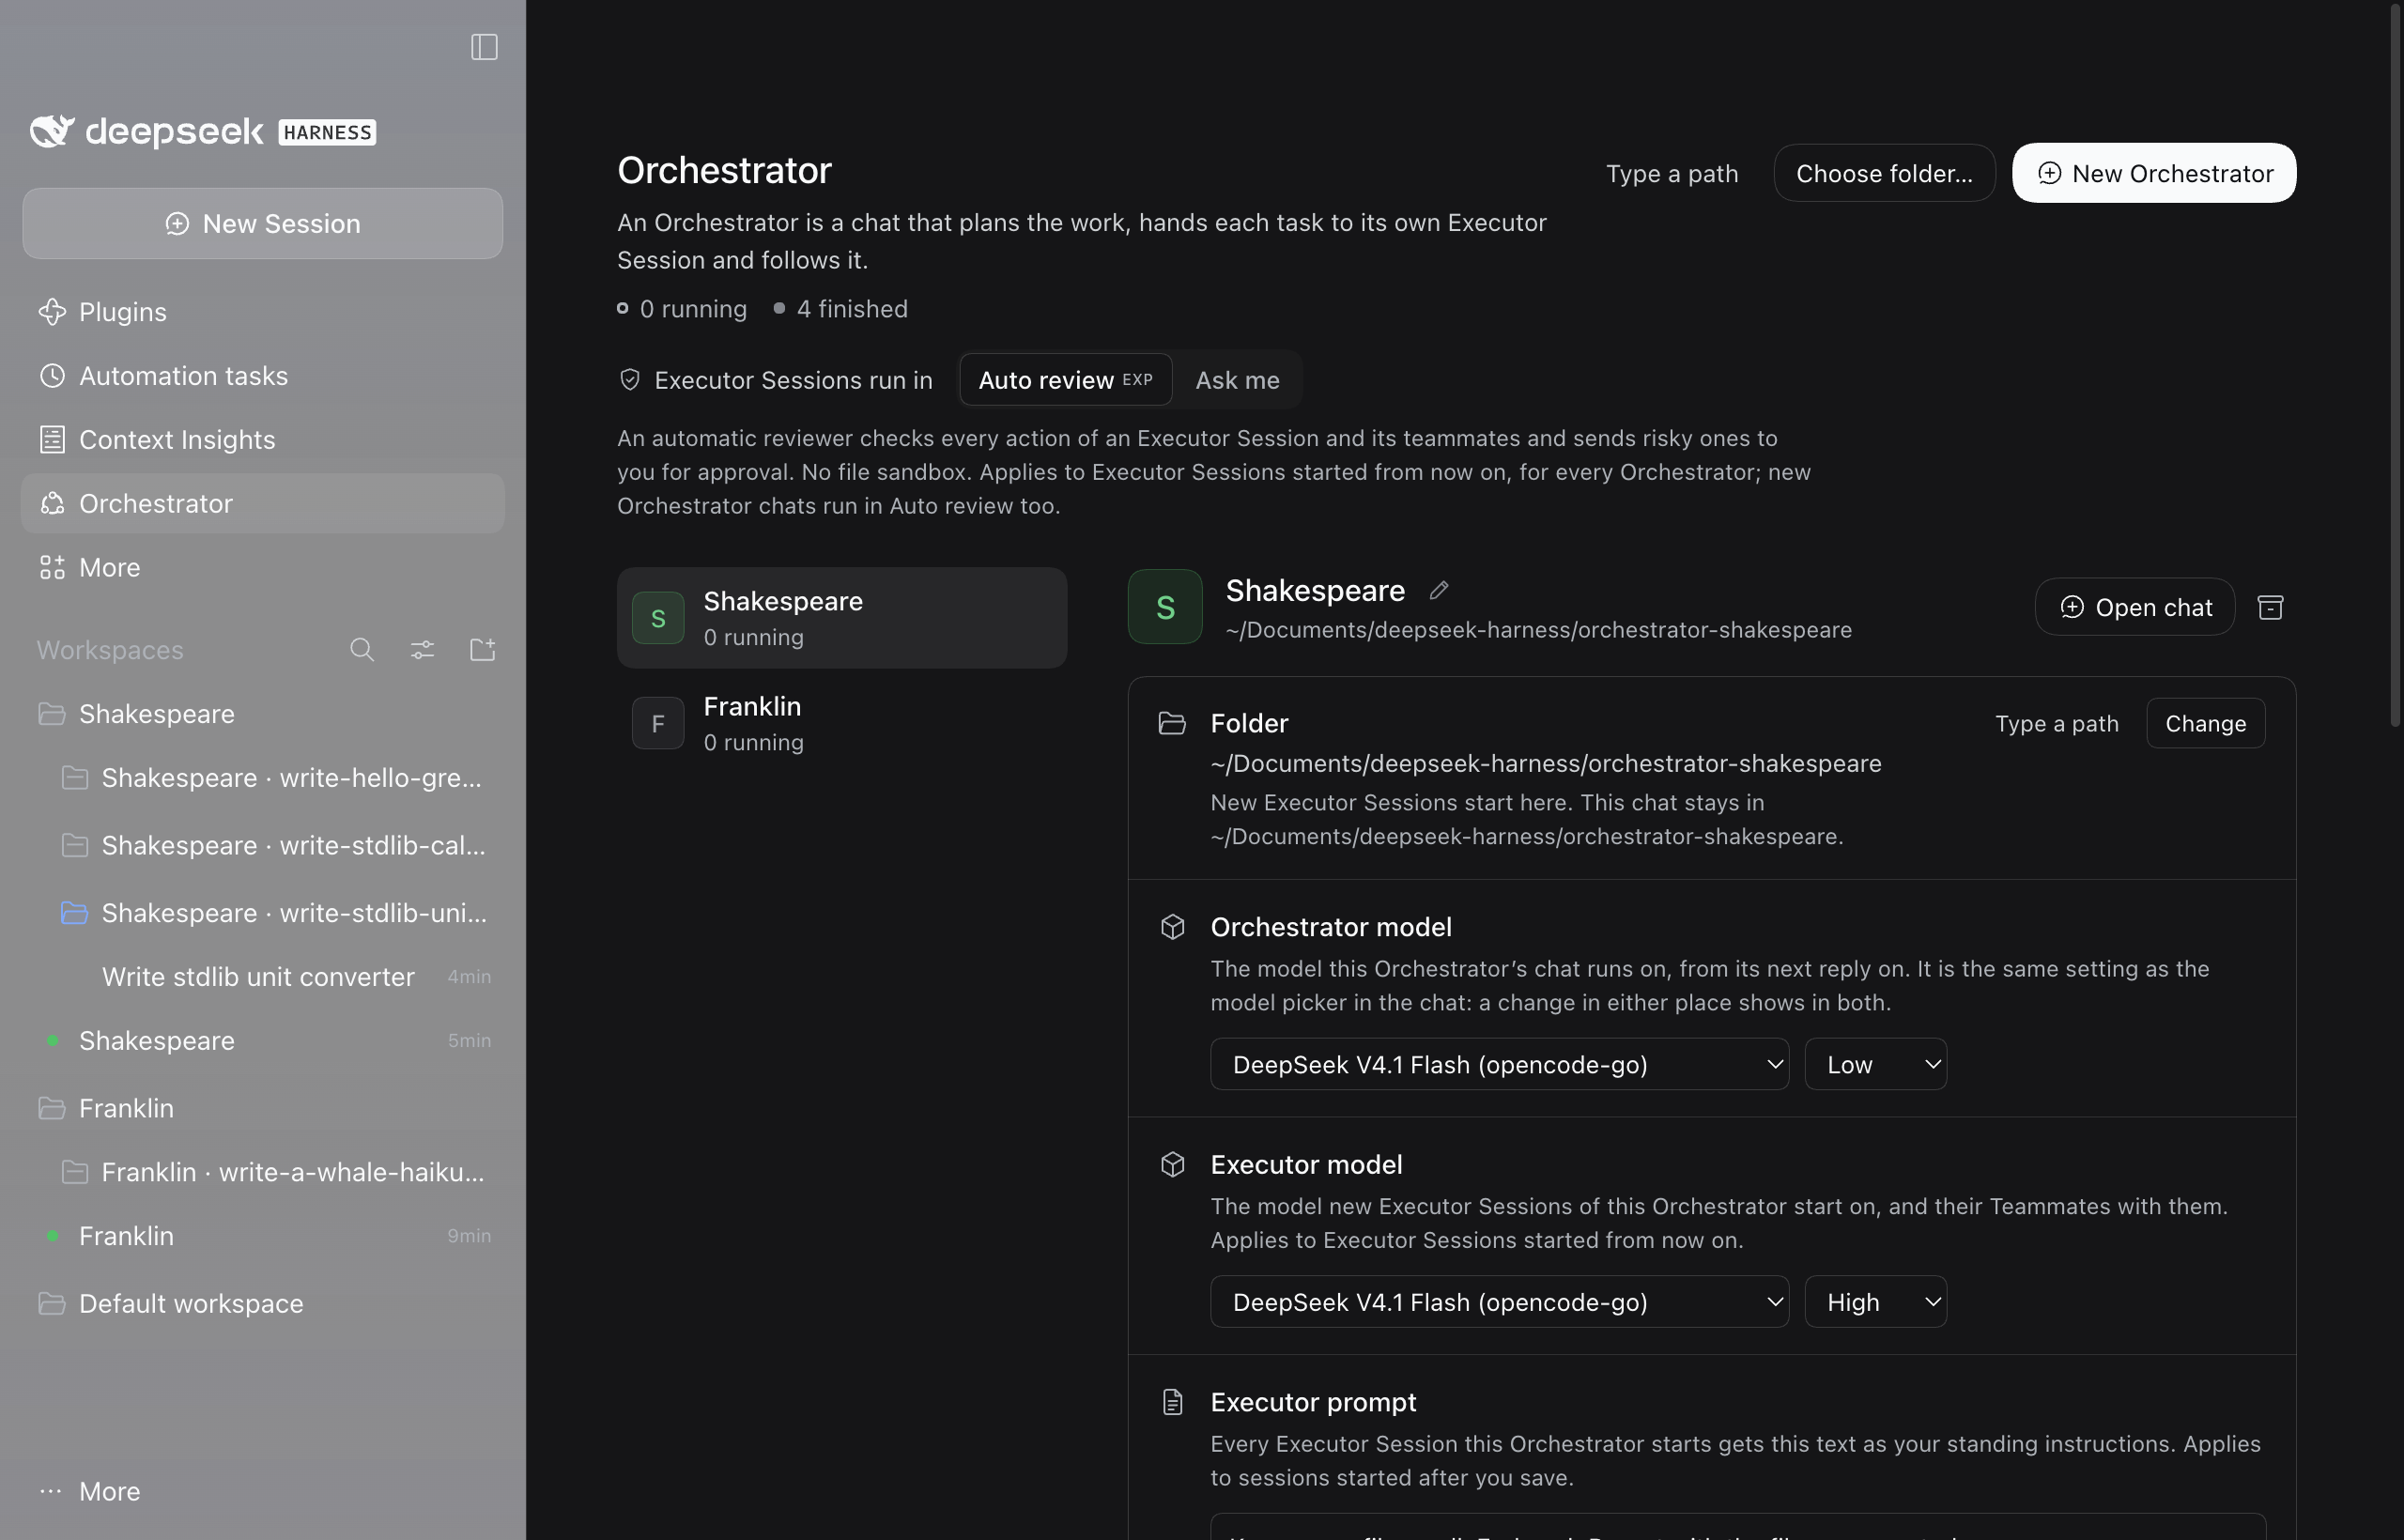 deepseek HARNESS
New Session
Plugins
Automation tasks
Context Insights
Orchestrator
More
Workspaces
Shakespeare
Shakespeare · write-hello-gre...
Shakespeare · write-stdlib-cal...
Shakespeare · write-stdlib-uni...
Write stdlib unit converter 4min
Shakespeare 5min
Franklin
Franklin · write-a-whale-haiku...
Franklin 9min
Default workspace
More
Orchestrator
Type a path
Choose folder...
New Orchestrator
An Orchestrator is a chat that plans the work, hands each task to its own Executor
Session and follows it.
0 running 4 finished
Executor Sessions run in Auto review EXP Ask me
An automatic reviewer checks every action of an Executor Session and its teammates and sends risky ones to
you for approval. No file sandbox. Applies to Executor Sessions started from now on, for every Orchestrator; new
Orchestrator chats run in Auto review too.
S
Shakespeare
0 running
F
Franklin
0 running
S
Shakespeare
~/Documents/deepseek-harness/orchestrator-shakespeare
Open chat
Folder
Type a path
Change
~/Documents/deepseek-harness/orchestrator-shakespeare
New Executor Sessions start here. This chat stays in
~/Documents/deepseek-harness/orchestrator-shakespeare.
Orchestrator model
The model this Orchestrator’s chat runs on, from its next reply on. It is the same setting as the
model picker in the chat: a change in either place shows in both.
DeepSeek V4.1 Flash (opencode-go) Low
Executor model
The model new Executor Sessions of this Orchestrator start on, and their Teammates with them.
Applies to Executor Sessions started from now on.
DeepSeek V4.1 Flash (opencode-go) High
Executor prompt
Every Executor Session this Orchestrator starts gets this text as your standing instructions. Applies
to sessions started after you save.